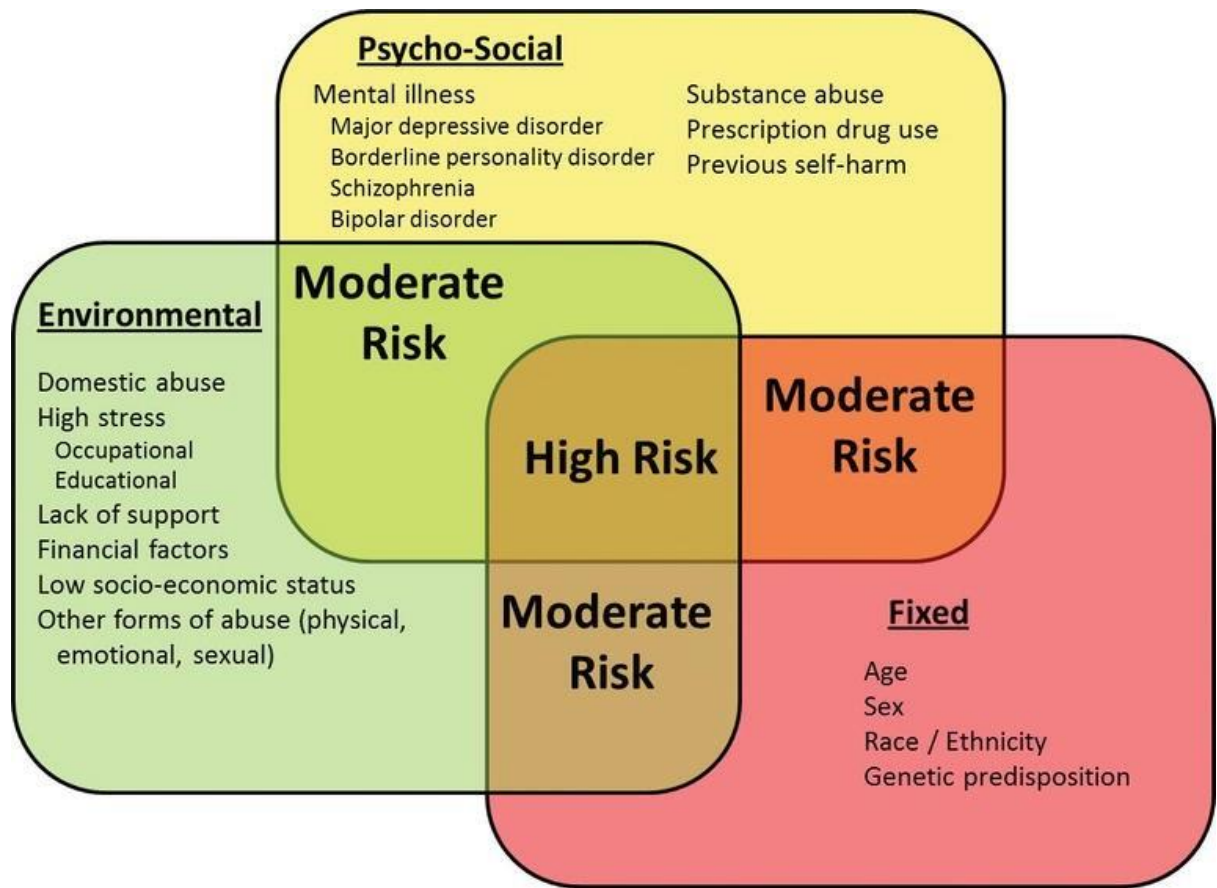 Psycho-Social
Mental illness
Major depressive disorder
Borderline personality disorder
Schizophrenia
Bipolar disorder
Substance abuse
Prescription drug use
Previous self-harm
Environmental
Domestic abuse
High stress
Occupational
Educational
Lack of support
Financial factors
Low socio-economic status
Other forms of abuse (physical,
emotional, sexual)
Moderate
Risk
High Risk
Moderate
Risk
Moderate
Risk
Fixed
Age
Sex
Race / Ethnicity
Genetic predisposition